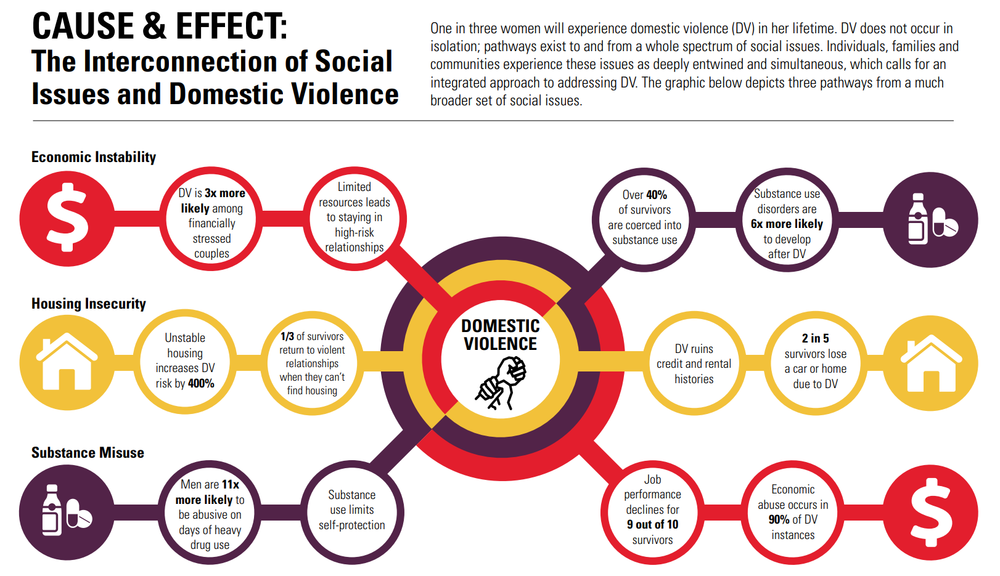 CAUSE & EFFECT:
The Interconnection of Social
Issues and Domestic Violence
One in three women will experience domestic violence (DV) in her lifetime. DV does not occur in
isolation; pathways exist to and from a whole spectrum of social issues. Individuals, families and
communities experience these issues as deeply entwined and simultaneous, which calls for an
integrated approach to addressing DV. The graphic below depicts three pathways from a much
broader set of social issues.
Economic Instability
$
DV is 3x more
likely among
financially
stressed
couples
Limited
resources leads
to staying in
high-risk
relationships
Over 40%
of survivors
are coerced into
substance use
Substance use
disorders are
6x more likely
to develop
after DV
Housing Insecurity
Unstable
housing
increases DV
risk by 400%
1/3 of survivors
return to violent
relationships
when they can't
find housing
DOMESTIC
VIOLENCE
DV ruins
credit and rental
histories
2 in 5
survivors lose
a car or home
due to DV
Substance Misuse
Men are 11x
more likely to
be abusive on
days of heavy
drug use
Substance
use limits
self-protection
Job
performance
declines for
9 out of 10
survivors
Economic
abuse occurs in
90% of DV
instances
$